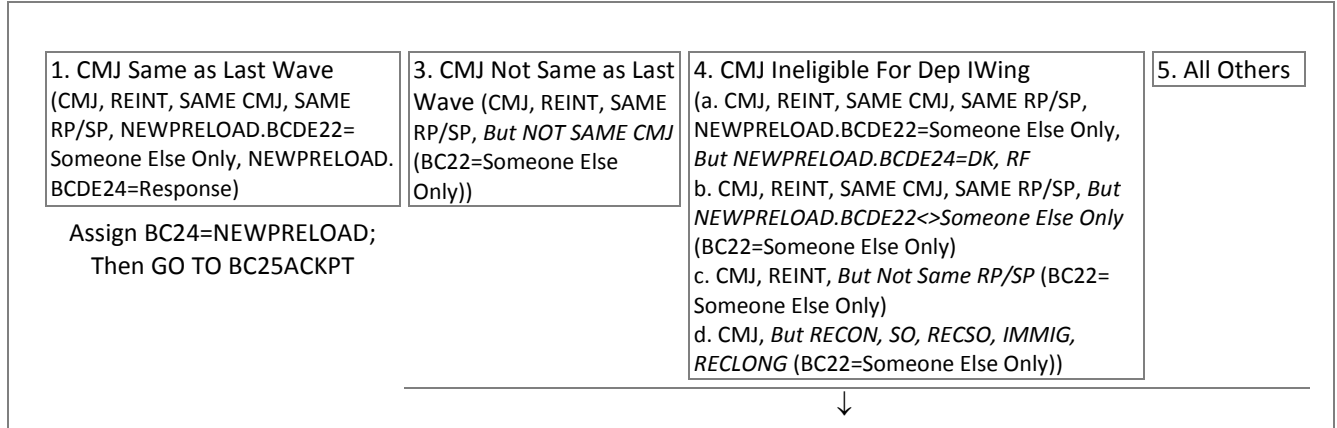 1. CMJ Same as Last Wave
(CMJ, REINT, SAME CMJ, SAME
RP/SP, NEWPRELOAD.BCDE22=
Someone Else Only, NEWPRELOAD.
BCDE24=Response)
Assign BC24=NEWPRELOAD;
Then GO TO BC25ACKPT
3. CMJ Not Same as Last
Wave (CMJ, REINT, SAME
RP/SP, But NOT SAME CMJ
(BC22=Someone Else
Only))
4. CMJ Ineligible For Dep IWing
(a. CMJ, REINT, SAME CMJ, SAME RP/SP,
NEWPRELOAD.BCDE22=Someone Else Only,
But NEWPRELOAD.BCDE24=DK, RF
b. CMJ, REINT, SAME CMJ, SAME RP/SP, But
NEWPRELOAD.BCDE22<>Someone Else Only
(BC22=Someone Else Only)
c. CMJ, REINT, But Not Same RP/SP (BC22=
Someone Else Only)
d. CMJ, But RECON, SO, RECSO, IMMIG,
RECLONG (BC22=Someone Else Only))
5. All Others
↓